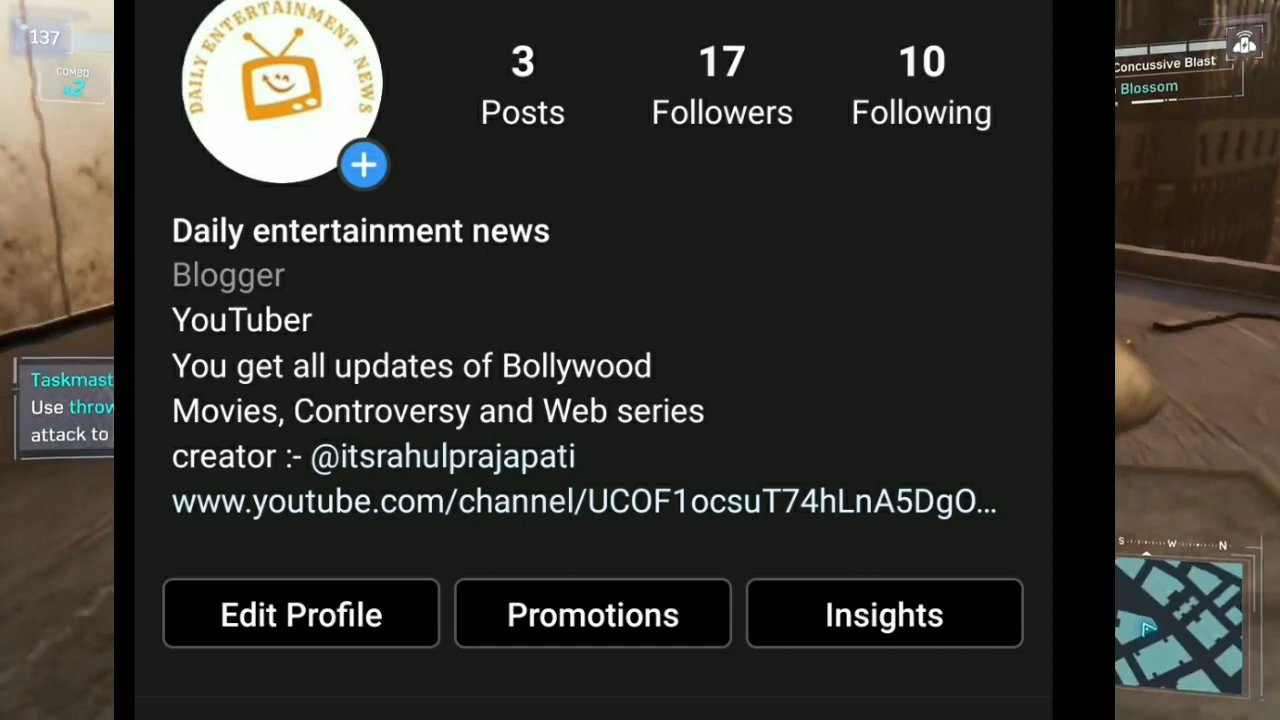 137
COMBO
x2
DAILY ENTERTAINMENT NEWS
3
Posts
17
Followers
10
Following
Concussive Blast
Blossom
Daily entertainment news
Blogger
YouTuber
You get all updates of Bollywood
Movies, Controversy and Web series
creator :- @itsrahulprajapati
www.youtube.com/channel/UCOF1ocsuT74hLnA5DgO...
Taskmast
Use throw
attack to
S W N
Edit Profile
Promotions
Insights